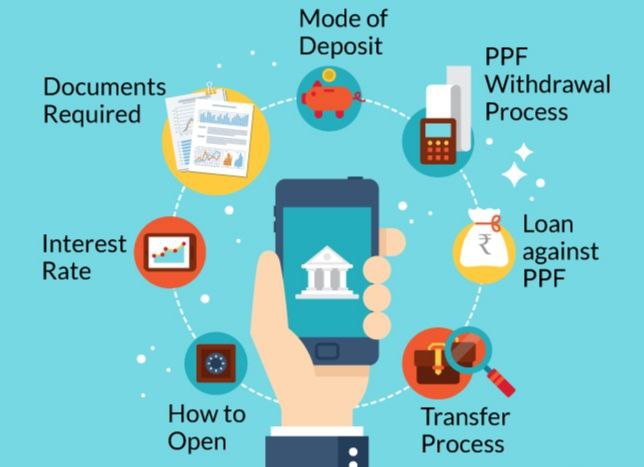 Mode of
Deposit
PPF
Withdrawal
Process
Documents
Required
Loan
against
PPF
₹
Interest
Rate
How to
Open
Transfer
Process